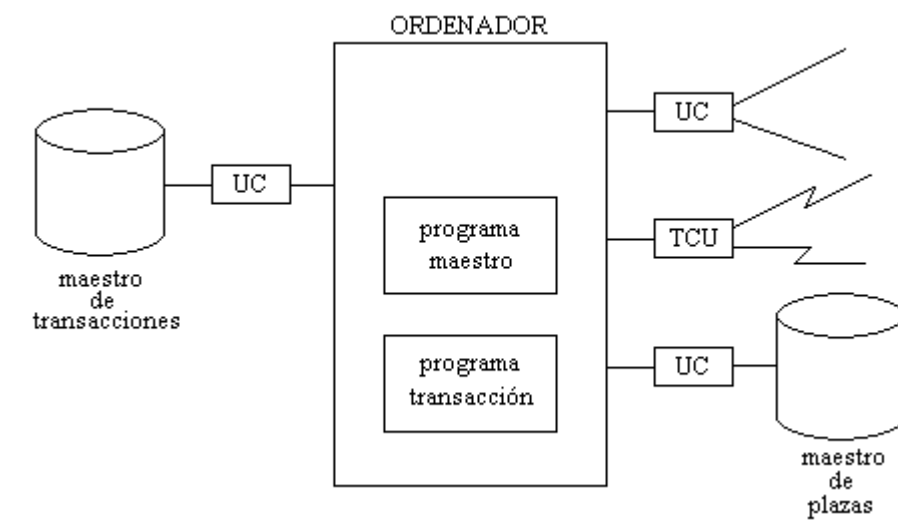 ORDENADOR
UC
UC
programa
maestro
TCU
maestro
de
transacciones
programa
transacción
UC
maestro
de
plazas